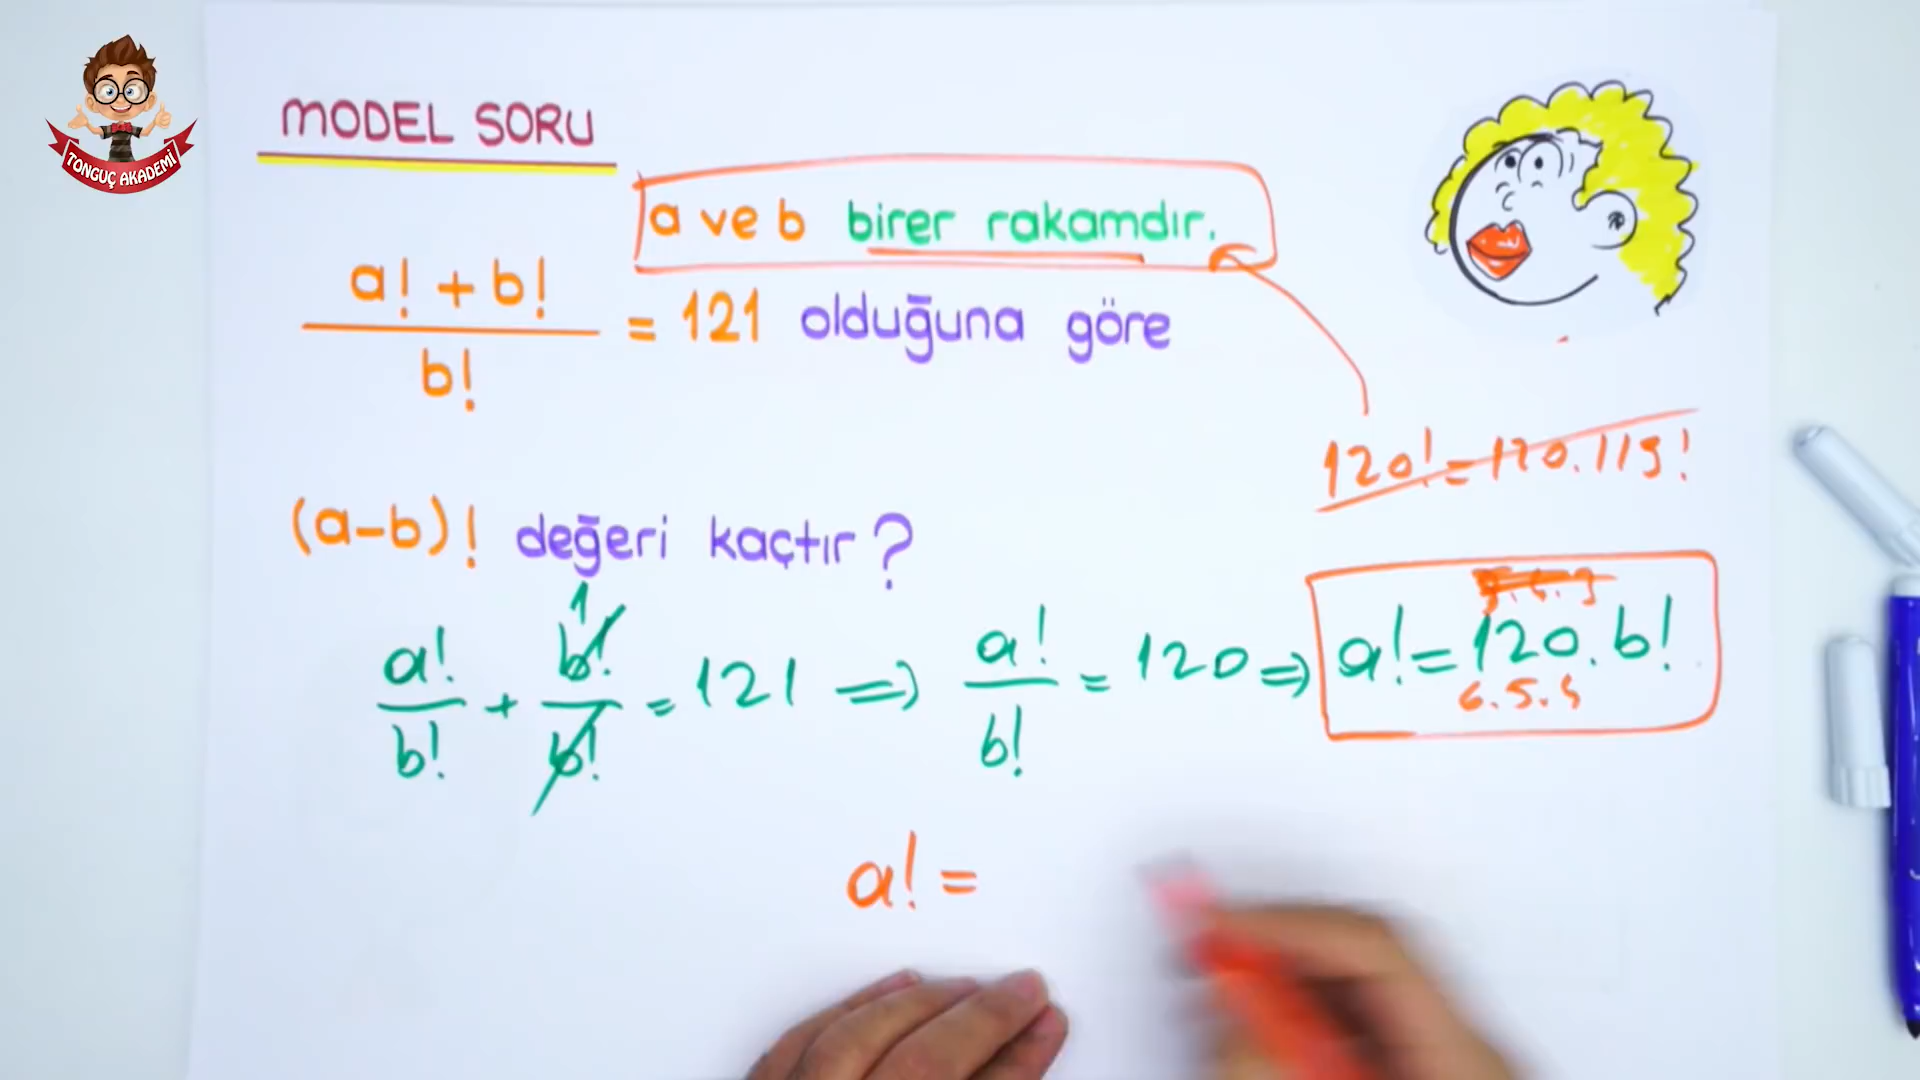 TONGUÇ AKADEMİ
MODEL SORU
a ve b birer rakamdır.
a! + b!
b!
= 121 olduğuna göre
120! = 120.119!
(a-b)! değeri kaçtır?
a!/b! + b!/b! = 121 ⇒ a!/b! = 120 ⇒ a! = 120.b!
1
6.5.4
a! =